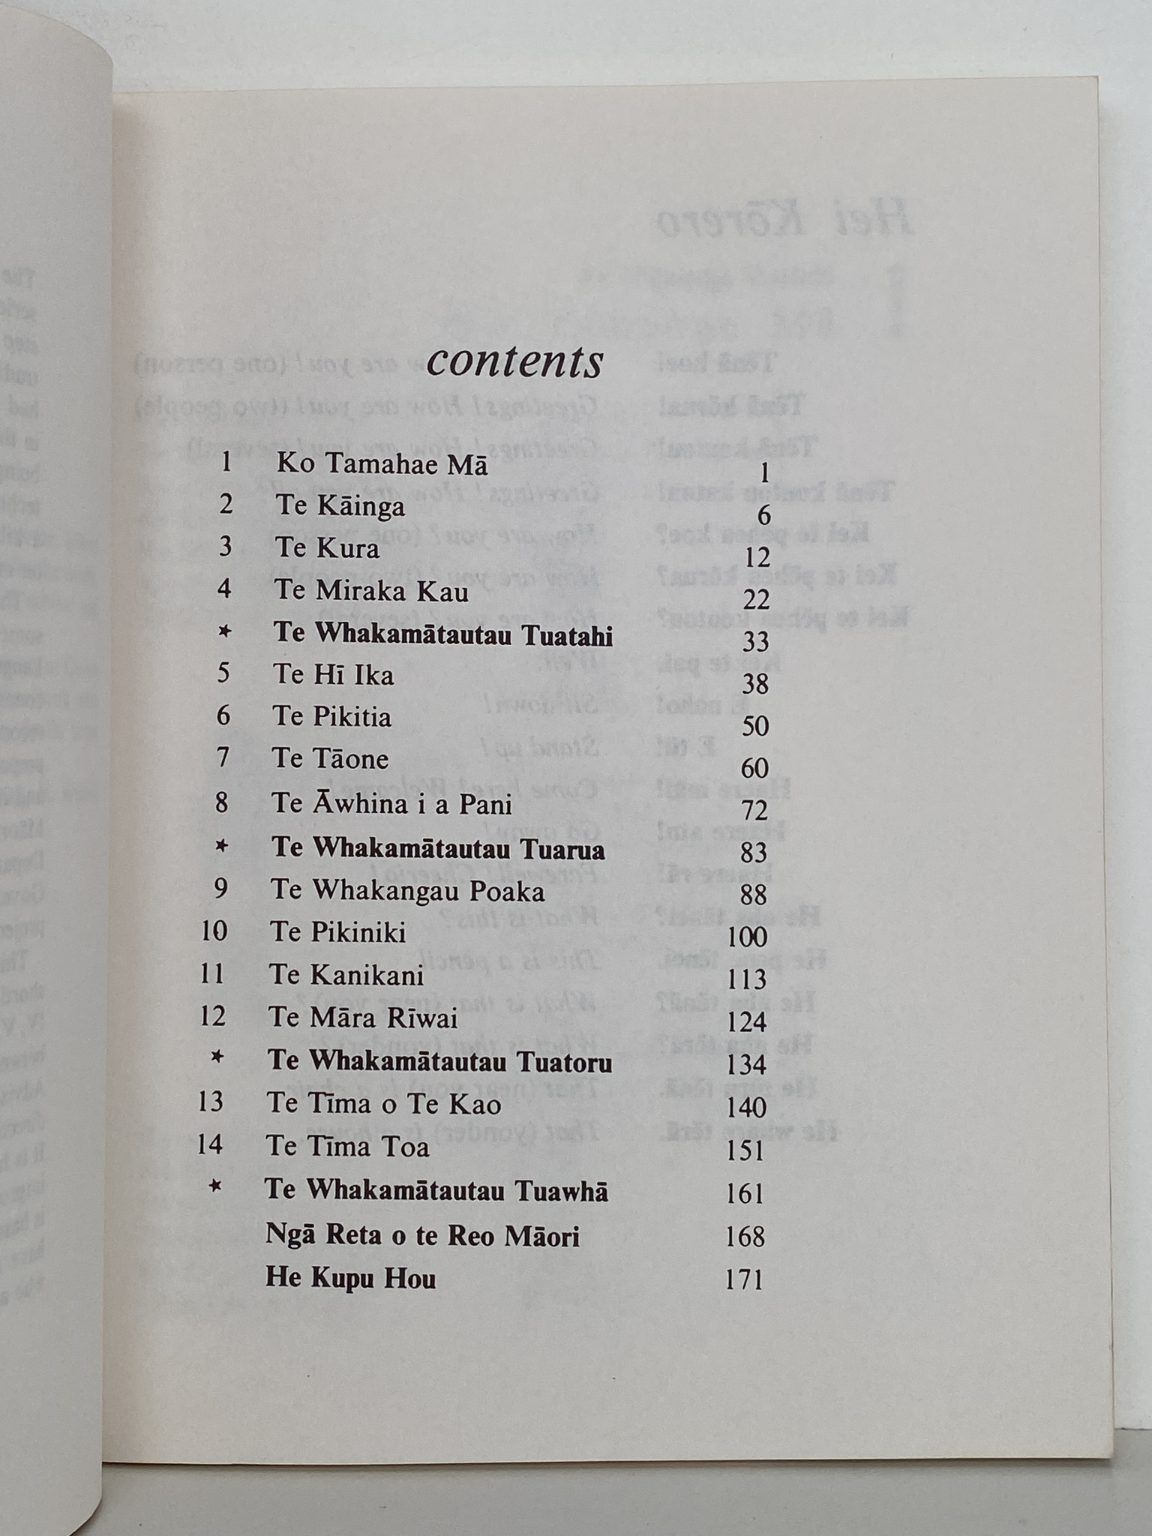 contents
1 Ko Tamahae Mā 1
2 Te Kāinga 6
3 Te Kura 12
4 Te Miraka Kau 22
* Te Whakamātautau Tuatahi 33
5 Te Hī Ika 38
6 Te Pikitia 50
7 Te Tāone 60
8 Te Āwhina i a Pani 72
* Te Whakamātautau Tuarua 83
9 Te Whakangau Poaka 88
10 Te Pikiniki 100
11 Te Kanikani 113
12 Te Māra Rīwai 124
* Te Whakamātautau Tuatoru 134
13 Te Tīma o Te Kao 140
14 Te Tīma Toa 151
* Te Whakamātautau Tuawhā 161
Ngā Reta o te Reo Māori 168
He Kupu Hou 171